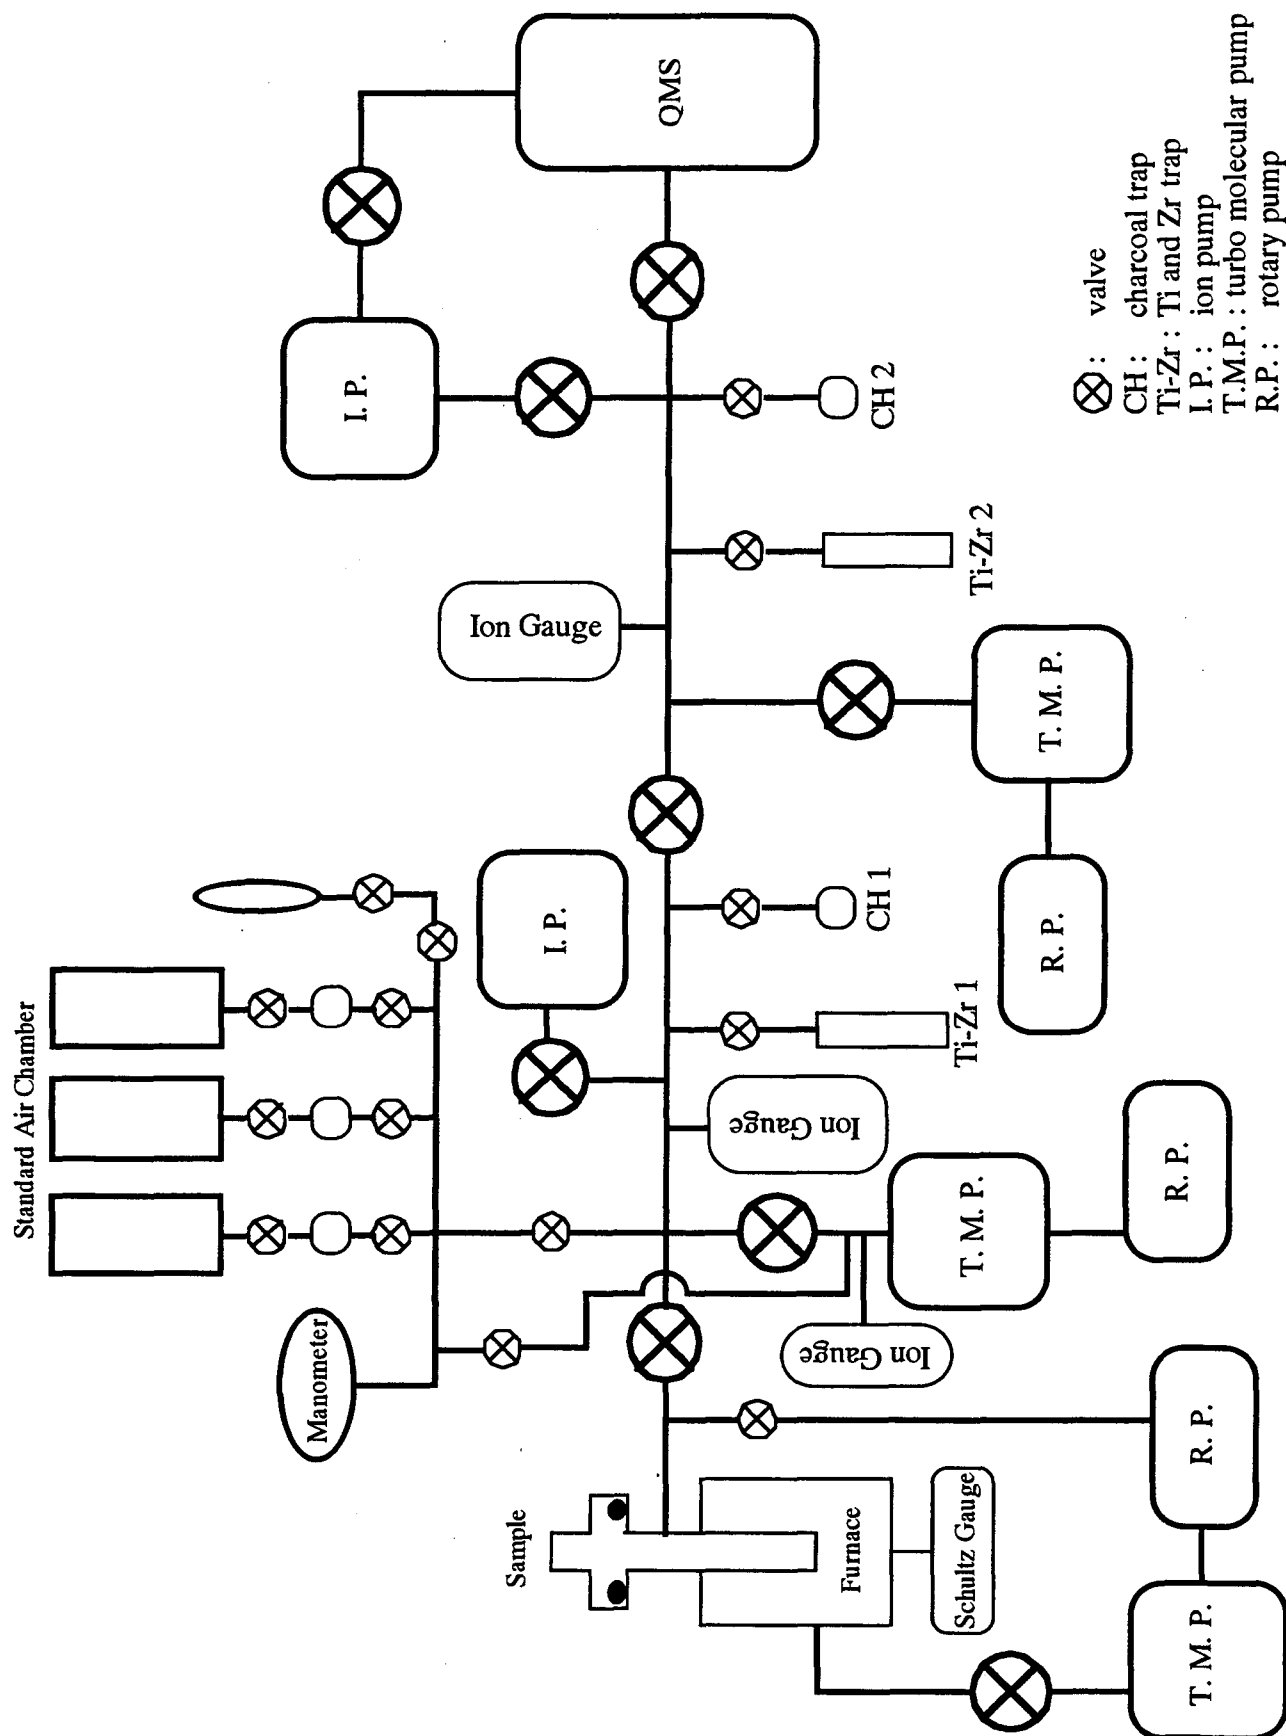 Standard Air Chamber
Manometer
Sample
Furnace
Schultz Gauge
T. M. P.
R. P.
Ion Gauge
T. M. P.
R. P.
Ion Gauge
I. P.
Ti-Zr 1
CH 1
R. P.
T. M. P.
Ion Gauge
Ti-Zr 2
I. P.
CH 2
QMS
: valve
CH : charcoal trap
Ti-Zr : Ti and Zr trap
I. P. : ion pump
T.M.P. : turbo molecular pump
R.P. : rotary pump